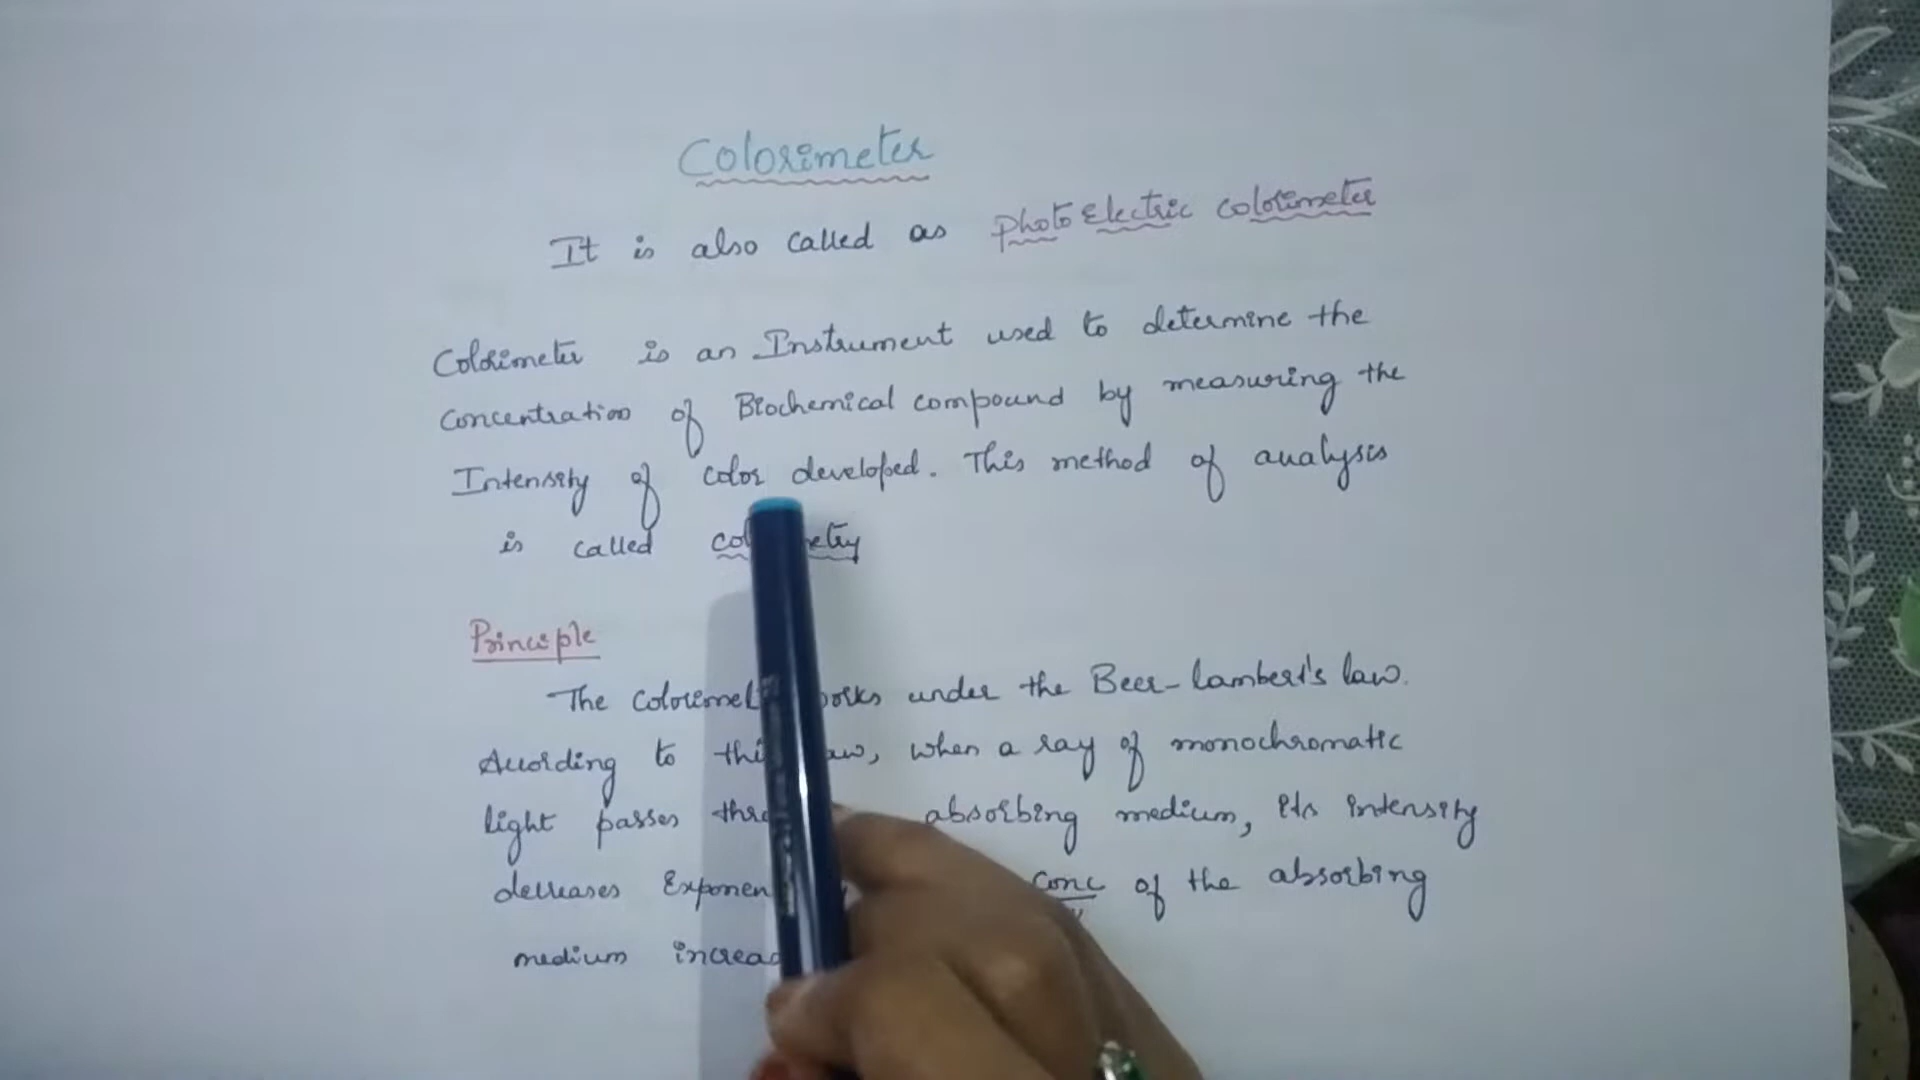 Colorimeter
It is also called as photo Electric colorimeter
Colorimeter is an Instrument used to determine the
concentration of Biochemical compound by measuring the
Intensity of color developed. This method of analysis
is called
Principle
The under the Beer-lambert's law.
According to when a ray of monochromatic
light passes absorbing medium, its intensity
decreases conc of the absorbing
medium